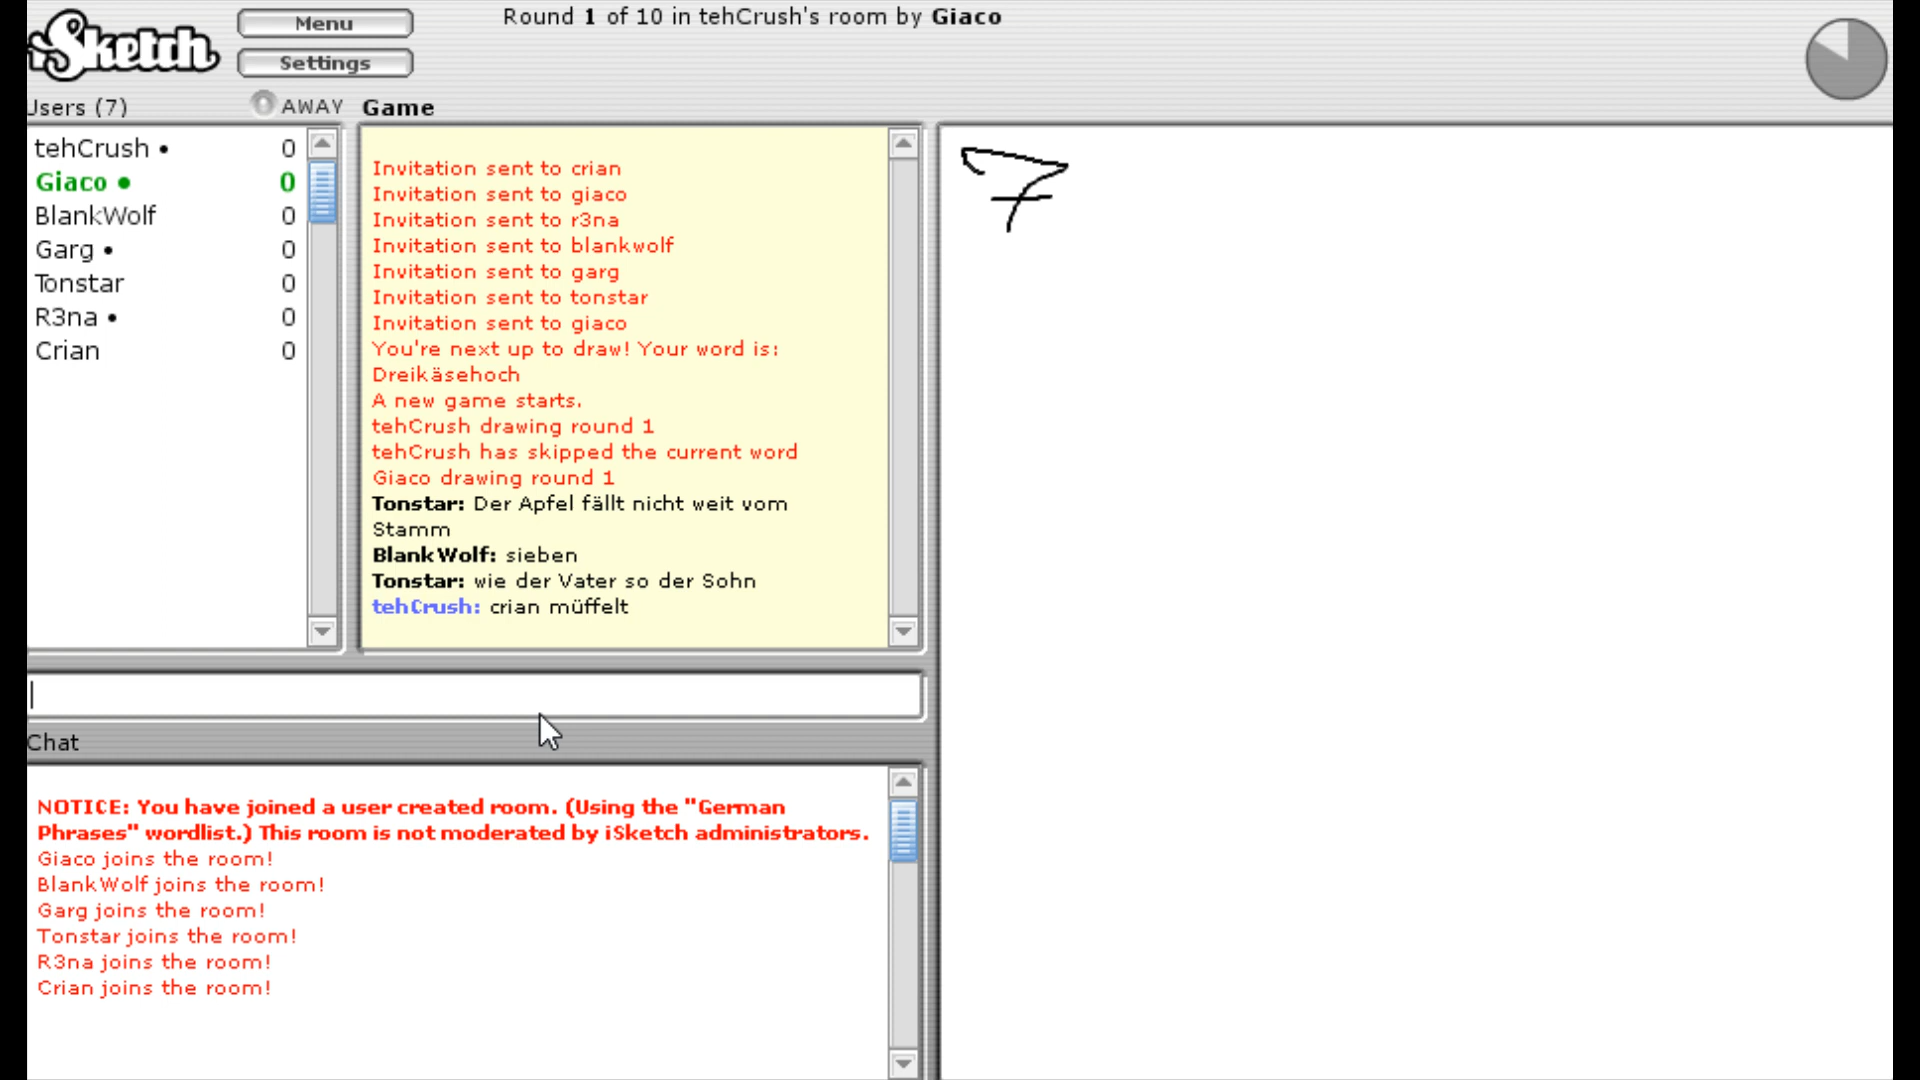 iSketch
Menu
Settings
Round 1 of 10 in tehCrush's room by Giaco
Users (7)
AWAY
Game
tehCrush • 0
Giaco • 0
BlankWolf 0
Garg • 0
Tonstar 0
R3na • 0
Crian 0
Invitation sent to crian
Invitation sent to giaco
Invitation sent to r3na
Invitation sent to blankwolf
Invitation sent to garg
Invitation sent to tonstar
Invitation sent to giaco
You're next up to draw! Your word is:
Dreikäsehoch
A new game starts.
tehCrush drawing round 1
tehCrush has skipped the current word
Giaco drawing round 1
Tonstar: Der Apfel fällt nicht weit vom
Stamm
BlankWolf: sieben
Tonstar: wie der Vater so der Sohn
tehCrush: crian müffelt
7
Chat
NOTICE: You have joined a user created room. (Using the "German
Phrases" wordlist.) This room is not moderated by iSketch administrators.
Giaco joins the room!
BlankWolf joins the room!
Garg joins the room!
Tonstar joins the room!
R3na joins the room!
Crian joins the room!